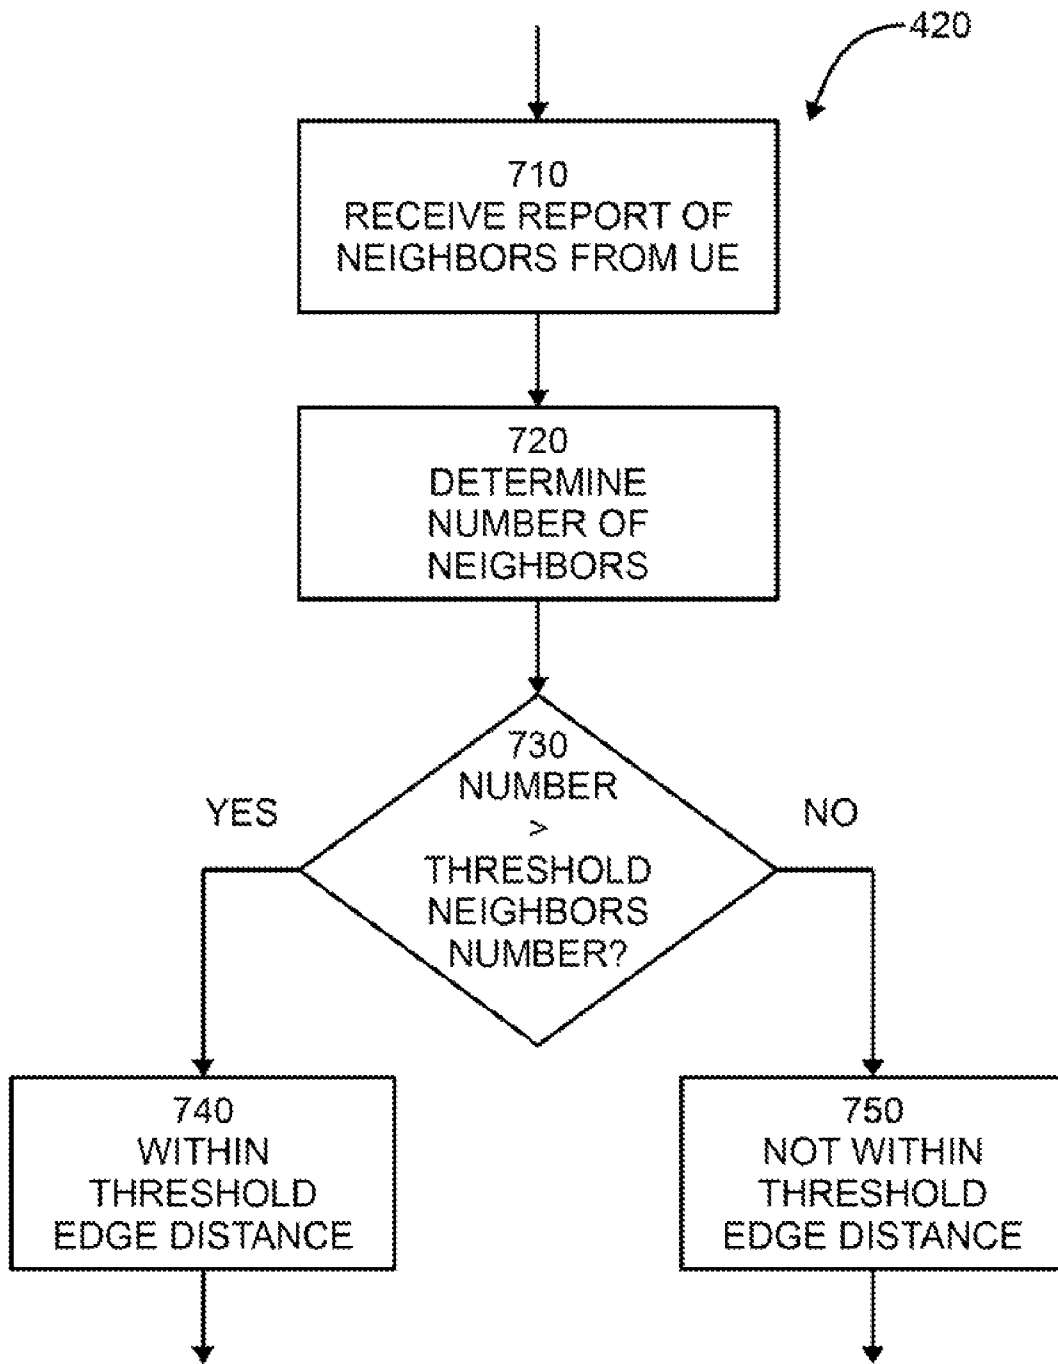 420
710
RECEIVE REPORT OF
NEIGHBORS FROM UE
720
DETERMINE
NUMBER OF
NEIGHBORS
730
NUMBER
>
THRESHOLD
NEIGHBORS
NUMBER?
YES
NO
740
WITHIN
THRESHOLD
EDGE DISTANCE
750
NOT WITHIN
THRESHOLD
EDGE DISTANCE